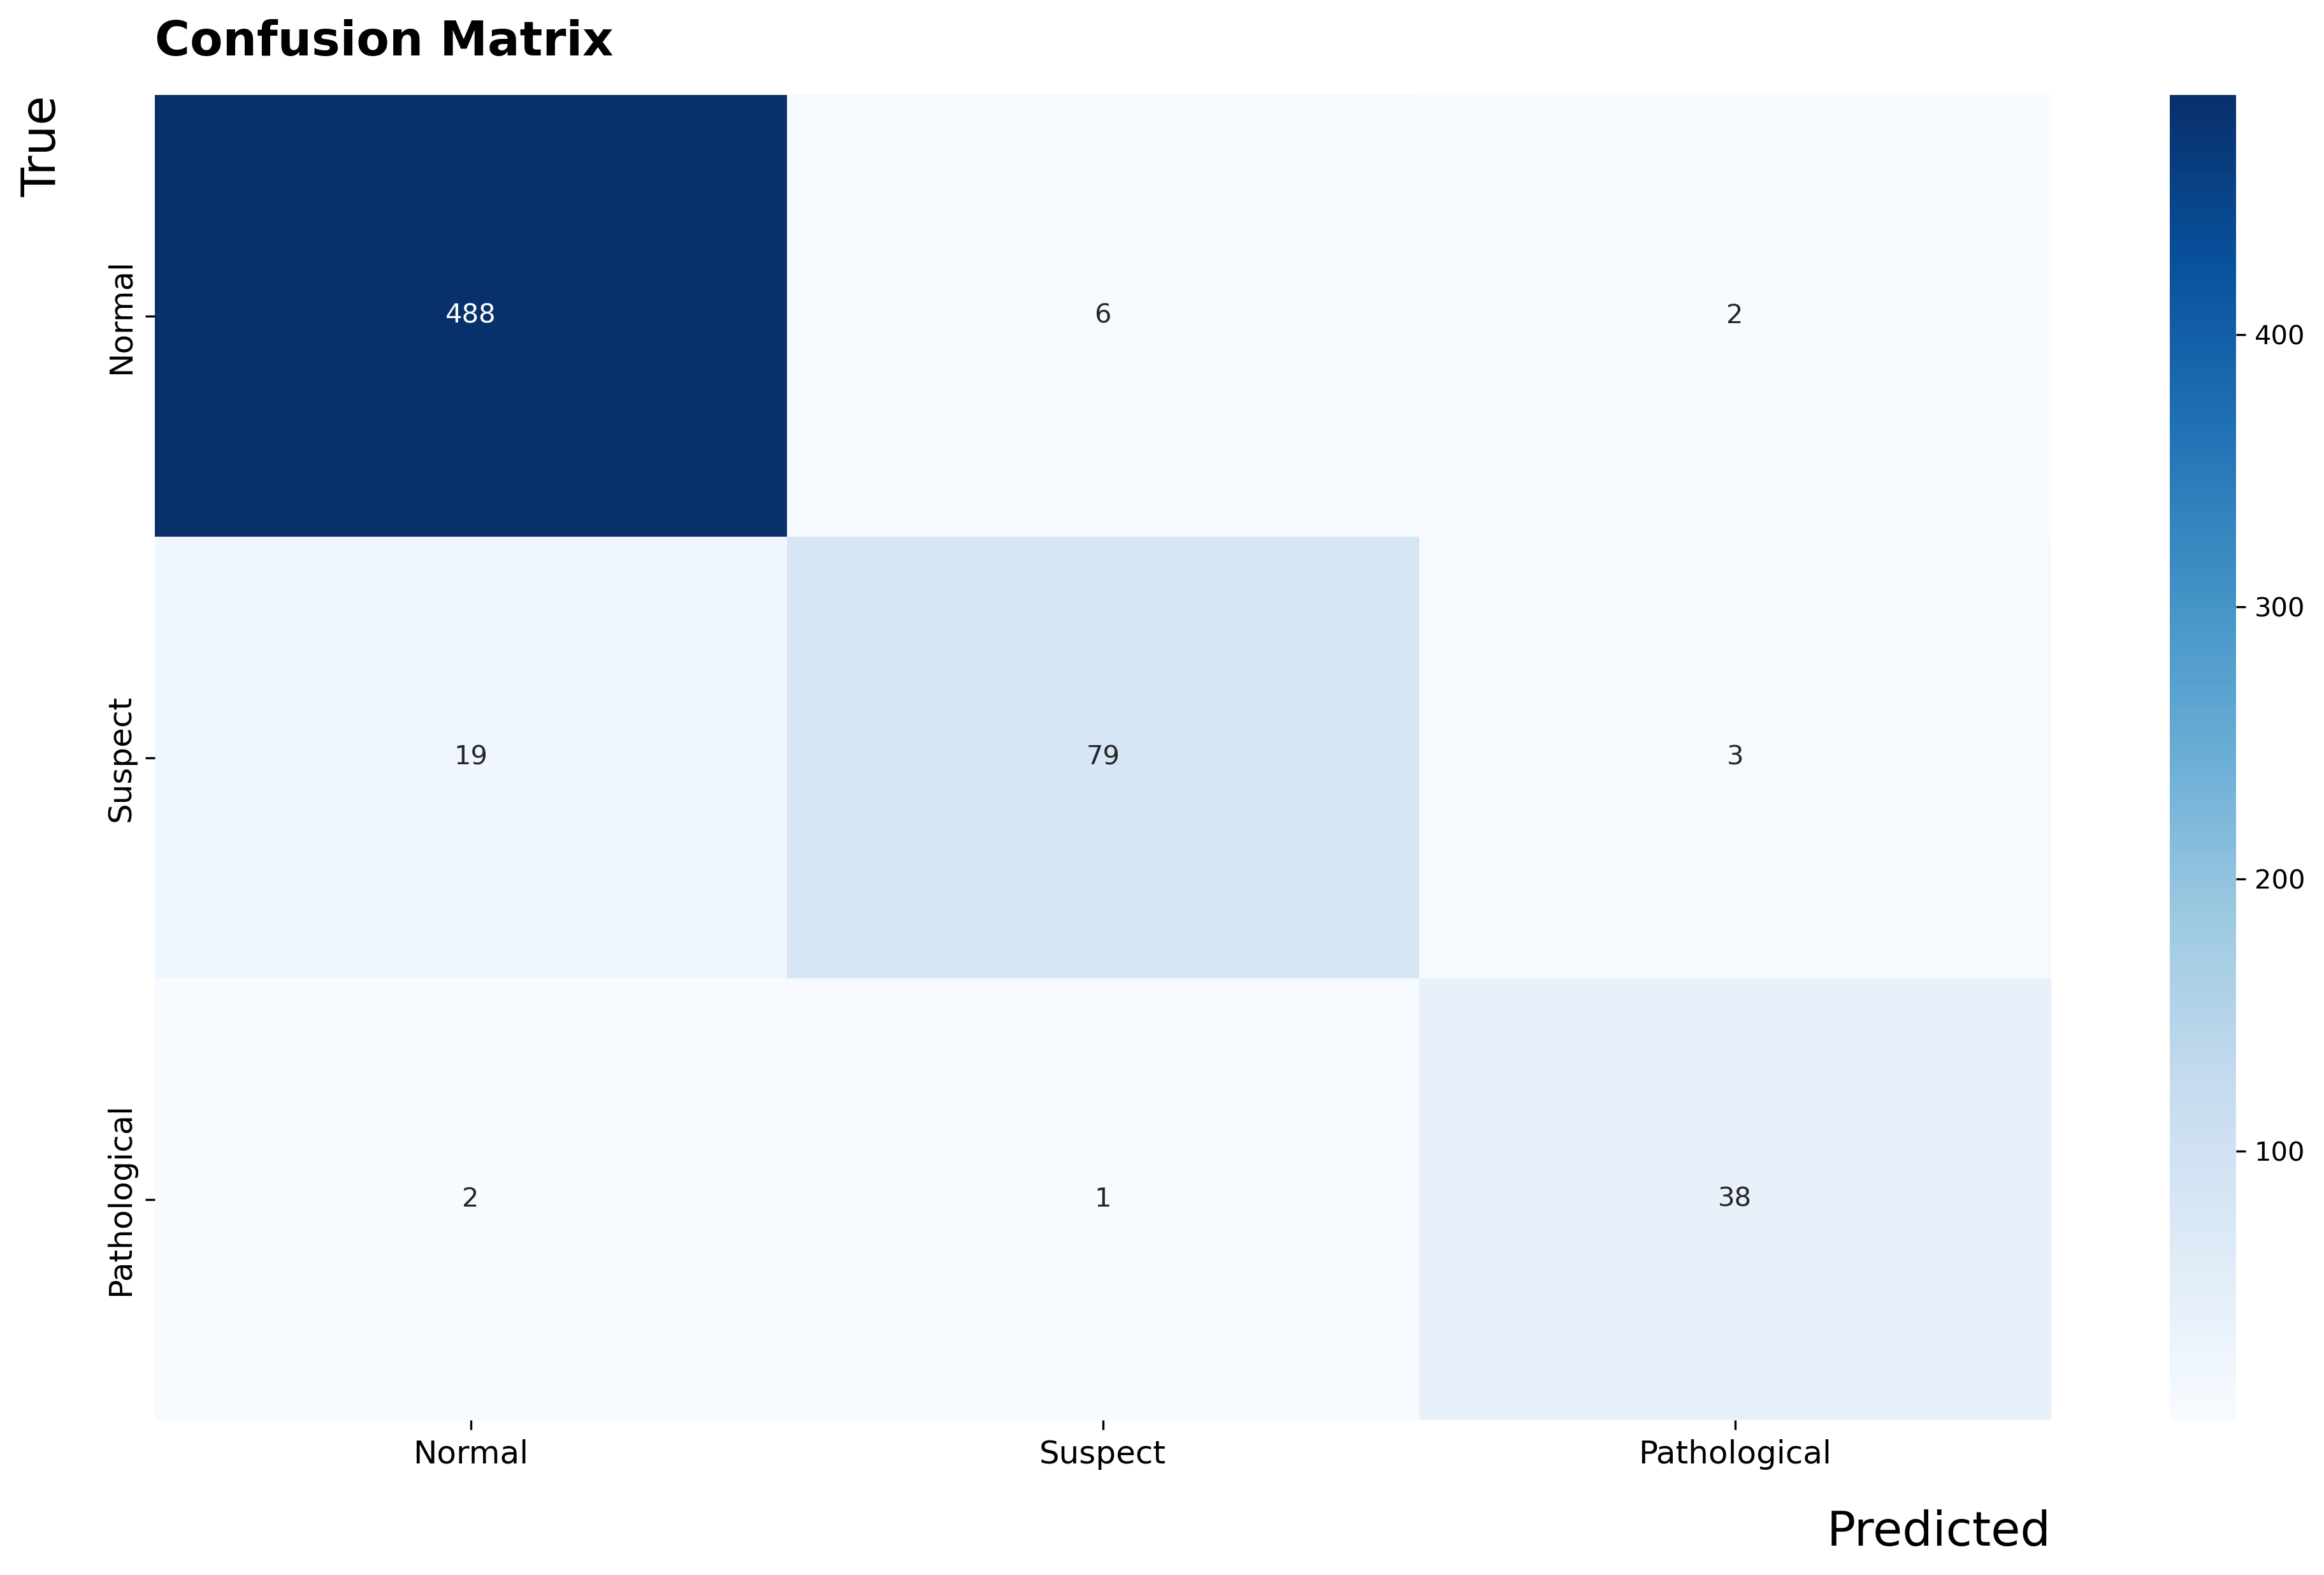 Confusion Matrix
True
Normal
488 6 2
400
300
Suspect
19 79 3
200
100
Pathological
2 1 38
Normal Suspect Pathological
Predicted